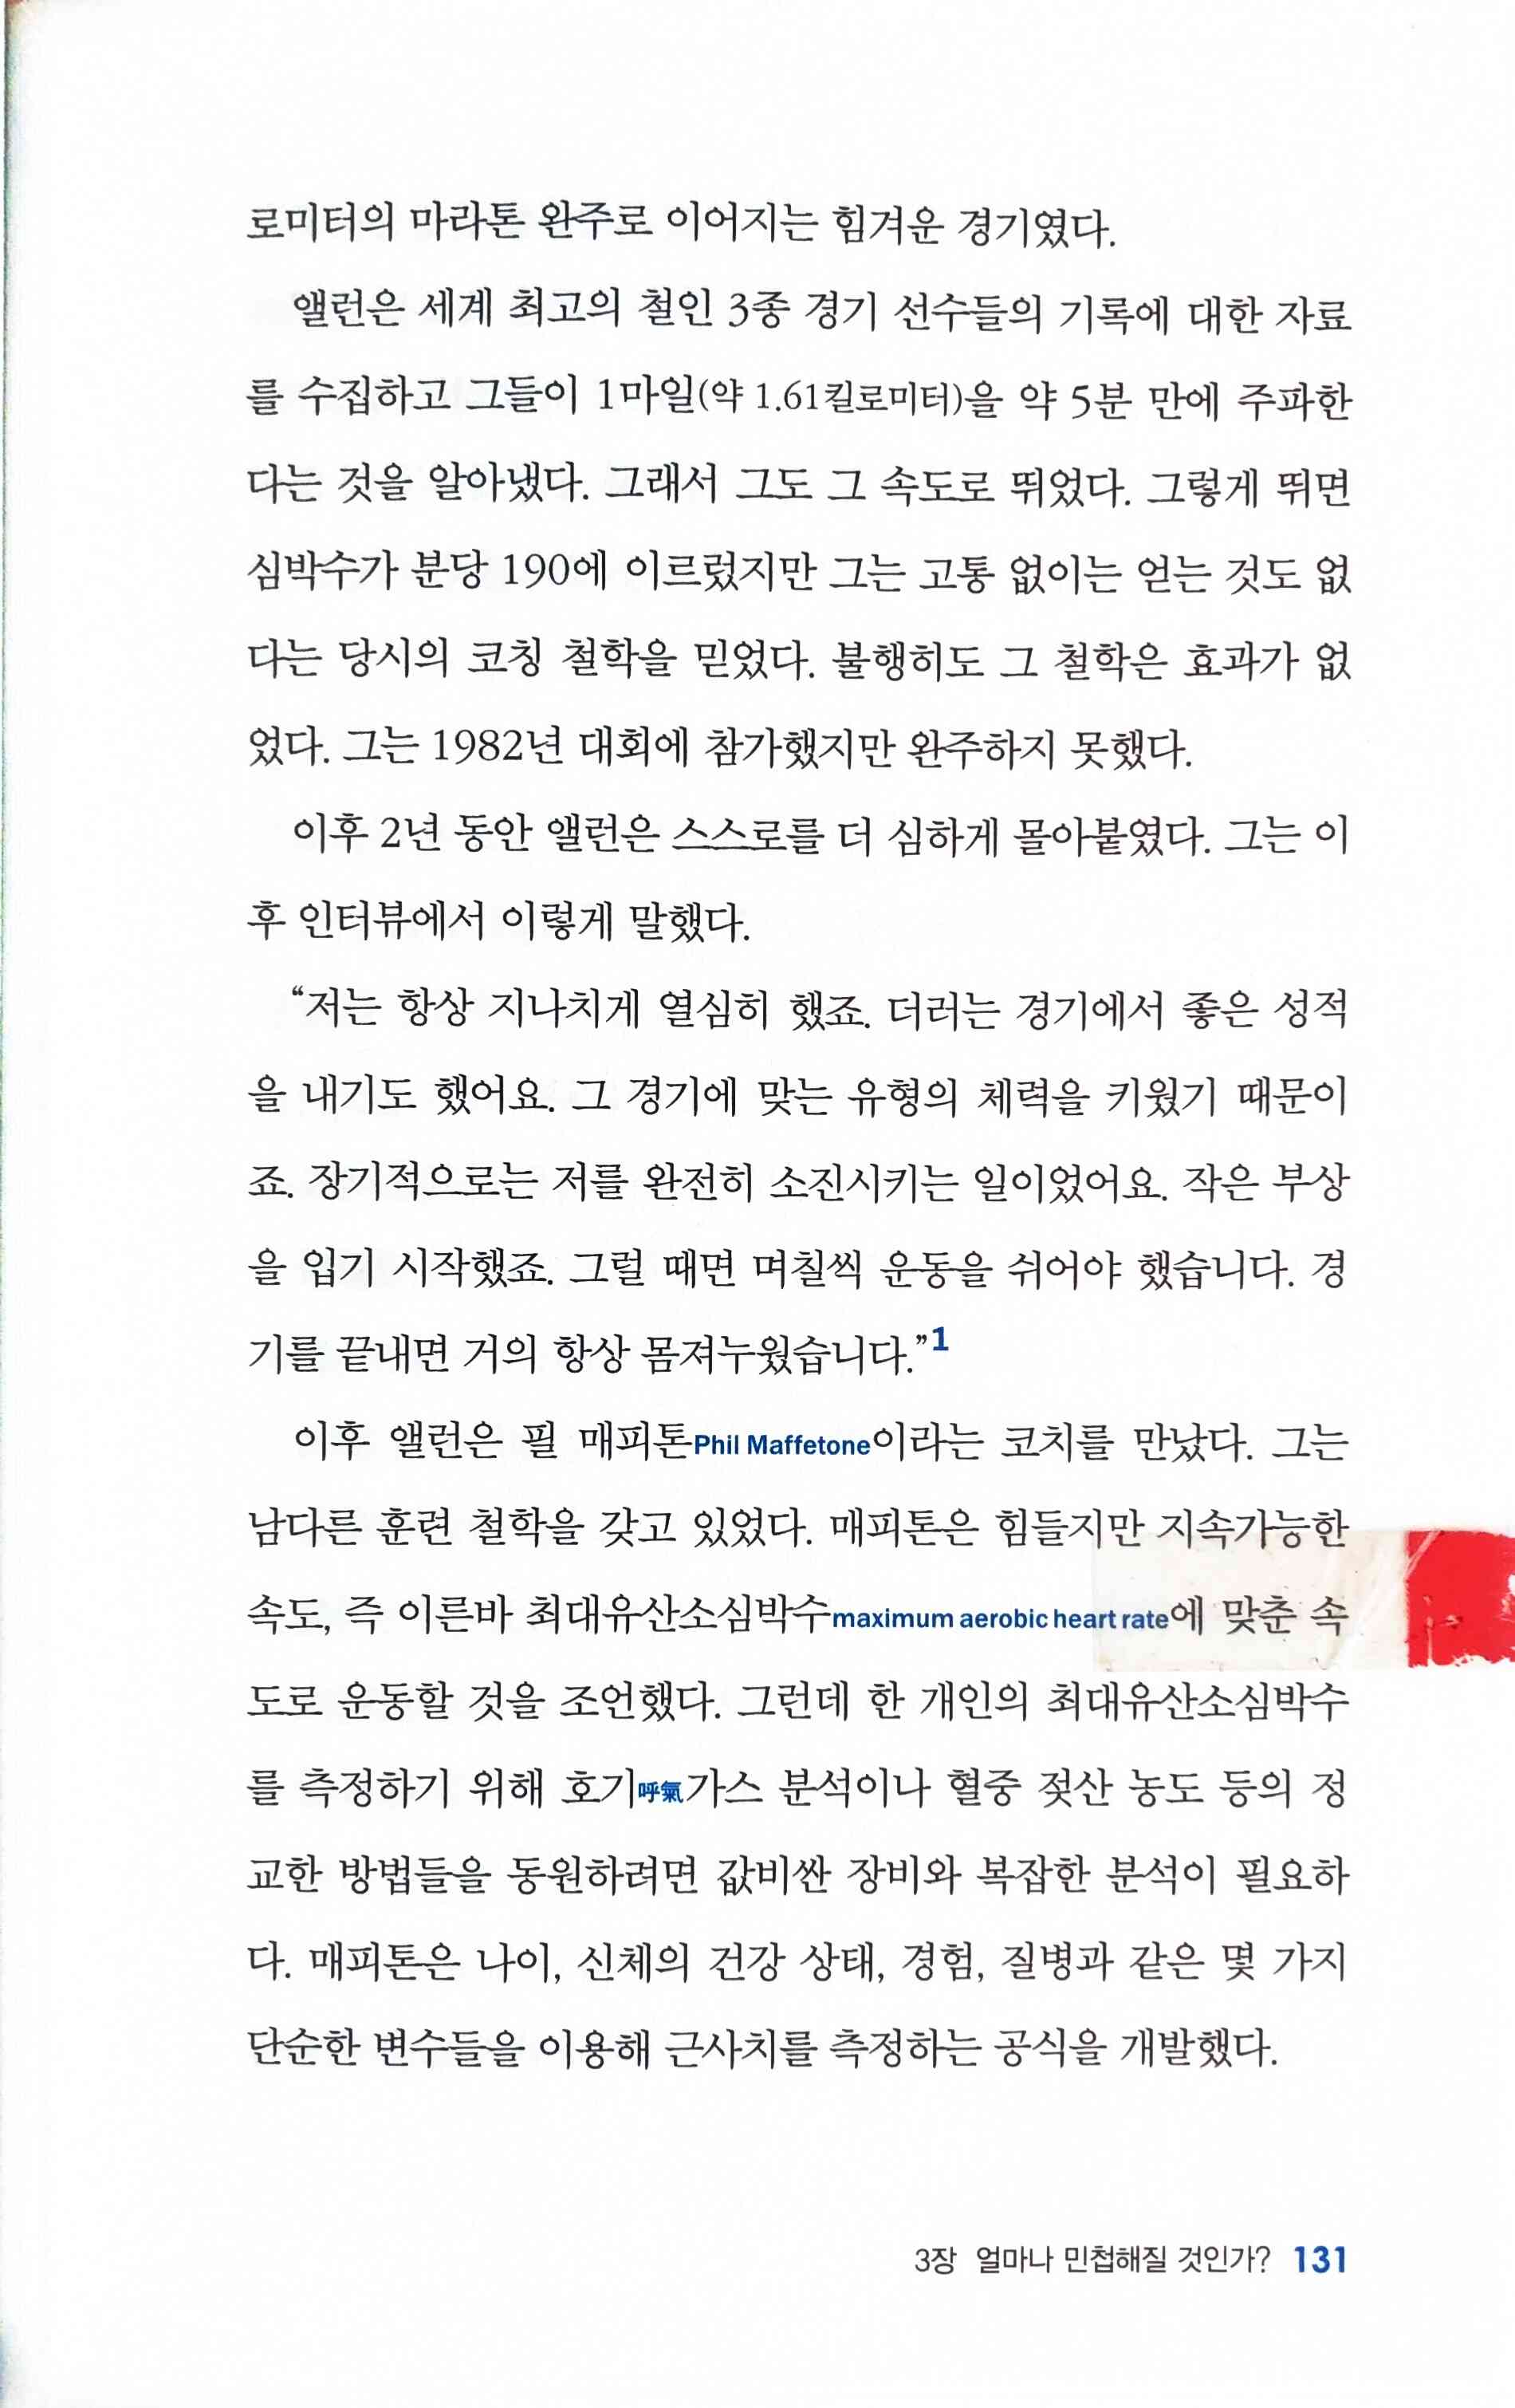 로미터의 마라톤 완주로 이어지는 힘겨운 경기였다.
앨런은 세계 최고의 철인 3종 경기 선수들의 기록에 대한 자료
를 수집하고 그들이 1마일(약 1.61킬로미터)을 약 5분 만에 주파한
다는 것을 알아냈다. 그래서 그도 그 속도로 뛰었다. 그렇게 뛰면
심박수가 분당 190에 이르렀지만 그는 고통 없이는 얻는 것도 없
다는 당시의 코칭 철학을 믿었다. 불행히도 그 철학은 효과가 없
었다. 그는 1982년 대회에 참가했지만 완주하지 못했다.
이후 2년 동안 앨런은 스스로를 더 심하게 몰아붙였다. 그는 이
후 인터뷰에서 이렇게 말했다.
“저는 항상 지나치게 열심히 했죠. 더러는 경기에서 좋은 성적
을 내기도 했어요. 그 경기에 맞는 유형의 체력을 키웠기 때문이
죠. 장기적으로는 저를 완전히 소진시키는 일이었어요. 작은 부상
을 입기 시작했죠. 그럴 때면 며칠씩 운동을 쉬어야 했습니다. 경
기를 끝내면 거의 항상 몸져누웠습니다.”1
이후 앨런은 필 매피톤Phil Maffetone이라는 코치를 만났다. 그는
남다른 훈련 철학을 갖고 있었다. 매피톤은 힘들지만 지속가능한
속도, 즉 이른바 최대유산소심박수maximum aerobic heart rate에 맞춘 속
도로 운동할 것을 조언했다. 그런데 한 개인의 최대유산소심박수
를 측정하기 위해 호기呼氣가스 분석이나 혈중 젖산 농도 등의 정
교한 방법들을 동원하려면 값비싼 장비와 복잡한 분석이 필요하
다. 매피톤은 나이, 신체의 건강 상태, 경험, 질병과 같은 몇 가지
단순한 변수들을 이용해 근사치를 측정하는 공식을 개발했다.
3장 얼마나 민첩해질 것인가? 131